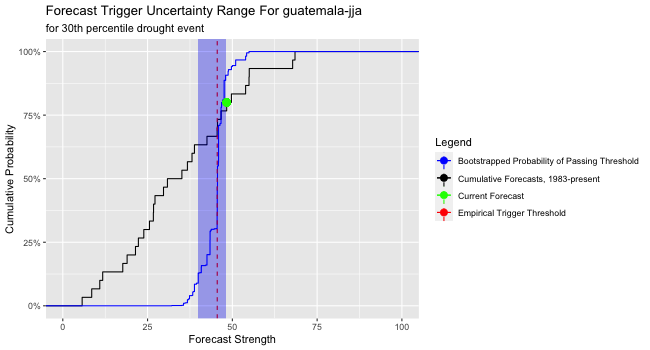 Forecast Trigger Uncertainty Range For guatemala-jja
for 30th percentile drought event
100%
75%
50%
25%
0%
Cumulative Probability
0
25
50
75
100
Forecast Strength
Legend
Bootstrapped Probability of Passing Threshold
Cumulative Forecasts, 1983-present
Current Forecast
Empirical Trigger Threshold